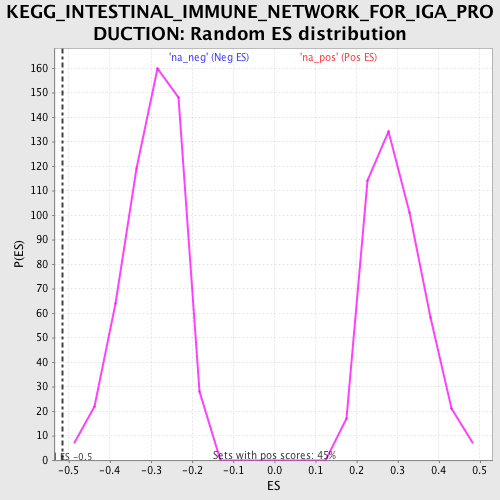 KEGG_INTESTINAL_IMMUNE_NETWORK_FOR_IGA_PRO
DUCTION: Random ES distribution
'na_neg' (Neg ES) 'na_pos' (Pos ES)
160
150
140
130
120
110
100
90
80
70
60
50
40
30
20
10
0
P(ES)
ES -0.5
Sets with pos scores: 45%
-0.5 -0.4 -0.3 -0.2 -0.1 0.0 0.1 0.2 0.3 0.4 0.5
ES